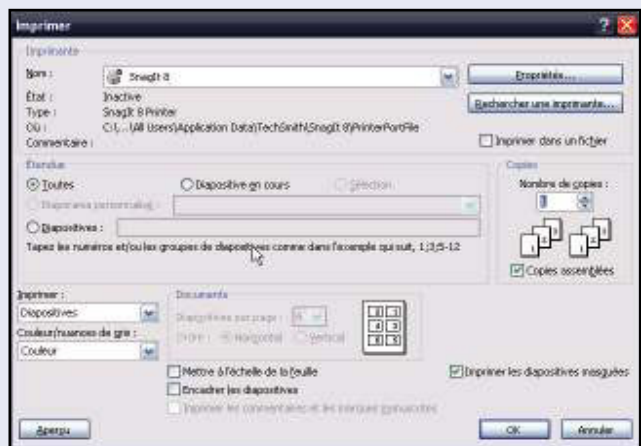 Imprimer
Imprimante
Nom : SnagIt 8 Propriétés...
État : Inactive
Type : SnagIt 8 Printer Rechercher une imprimante...
Où : C:\...\All Users\Application Data\TechSmith\SnagIt 8\PrinterPortFile
Commentaire : Imprimer dans un fichier
Étendue Copies
Toutes Diapositive en cours Sélection Nombre de copies :
Diaporama personnalisé : 1
Diapositives :
Tapez les numéros et/ou les groupes de diapositives comme dans l'exemple qui suit, 1;3;5-12
Copies assemblées
Imprimer : Documents
Diapositives Diapositives par page : 6
Couleur/nuances de gris : Ordre : Horizontal Vertical
Couleur
Mettre à l'échelle de la feuille Imprimer les diapositives masquées
Encadrer les diapositives
Imprimer les commentaires et les marques manuscrites
Aperçu OK Annuler